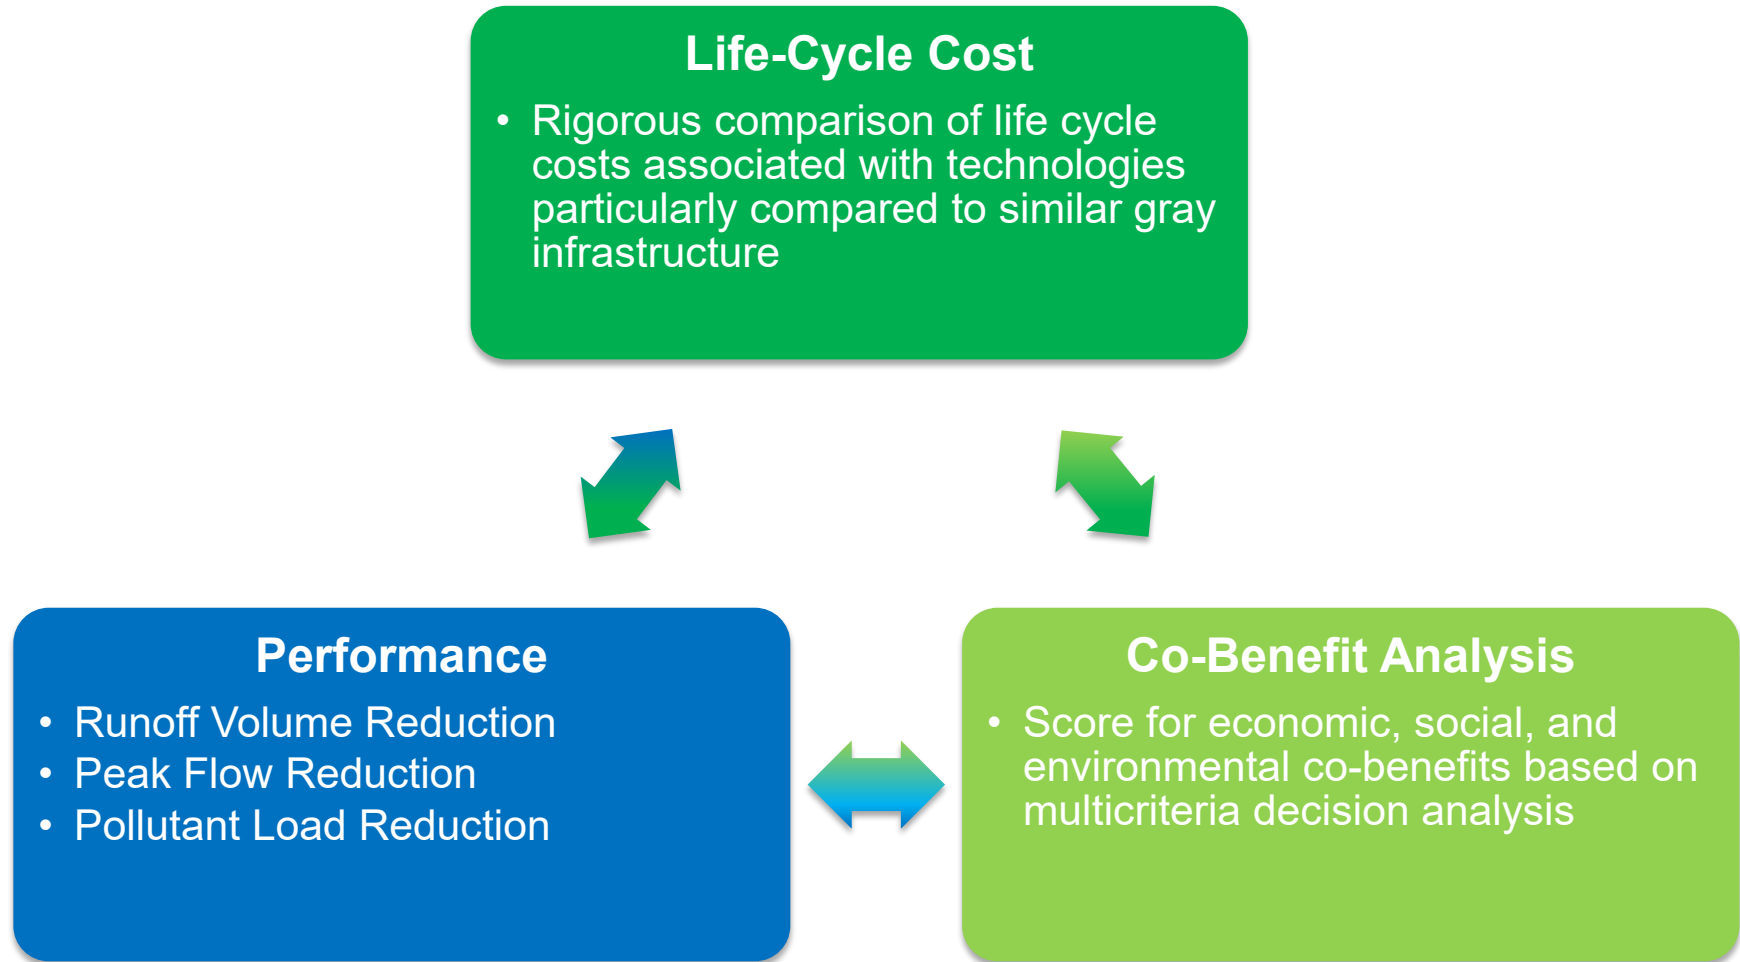 Life-Cycle Cost
• Rigorous comparison of life cycle
costs associated with technologies
particularly compared to similar gray
infrastructure
Performance
• Runoff Volume Reduction
• Peak Flow Reduction
• Pollutant Load Reduction
Co-Benefit Analysis
• Score for economic, social, and
environmental co-benefits based on
multicriteria decision analysis